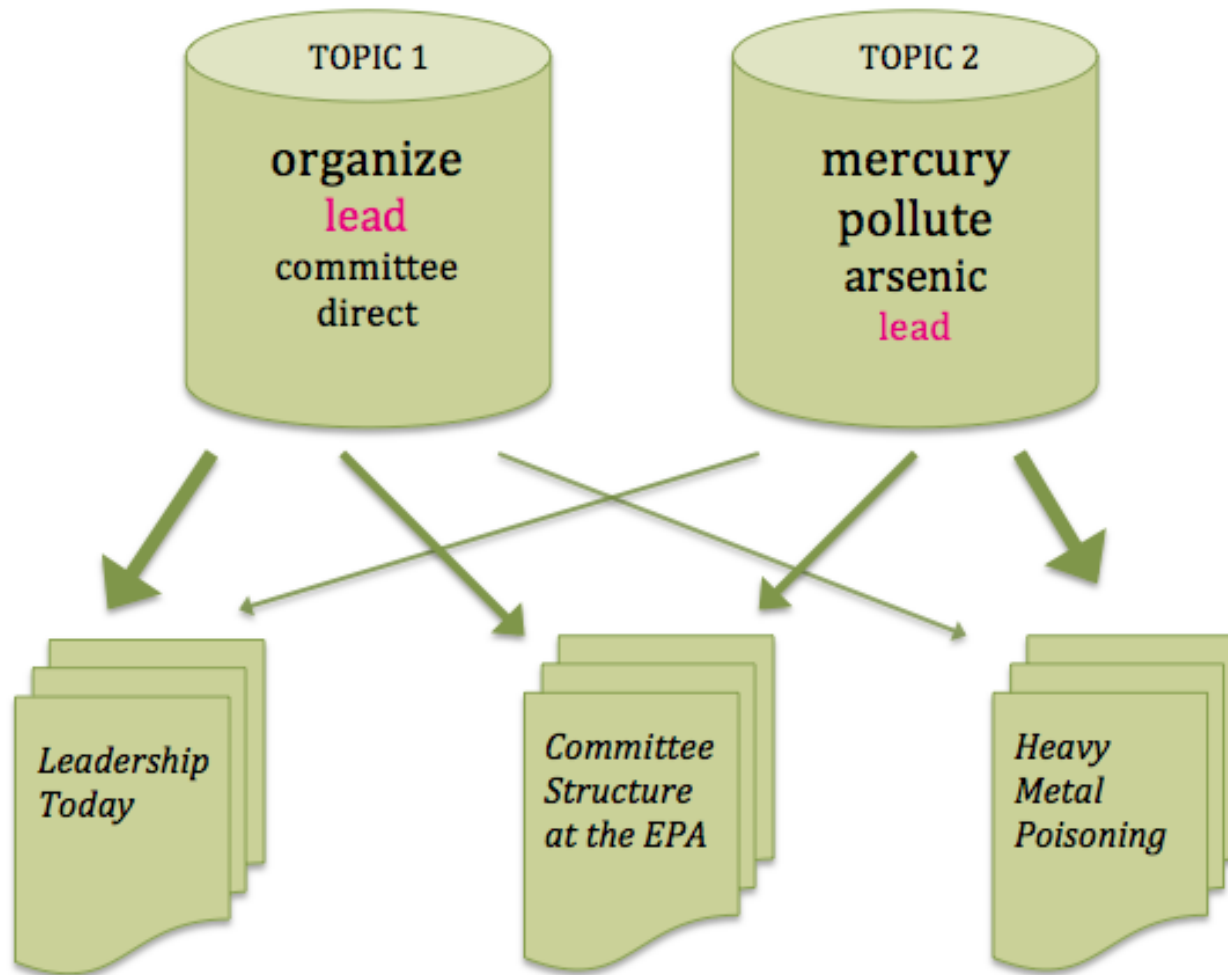 TOPIC 1
organize
lead
committee
direct
TOPIC 2
mercury
pollute
arsenic
lead
Leadership
Today
Committee
Structure
at the EPA
Heavy
Metal
Poisoning